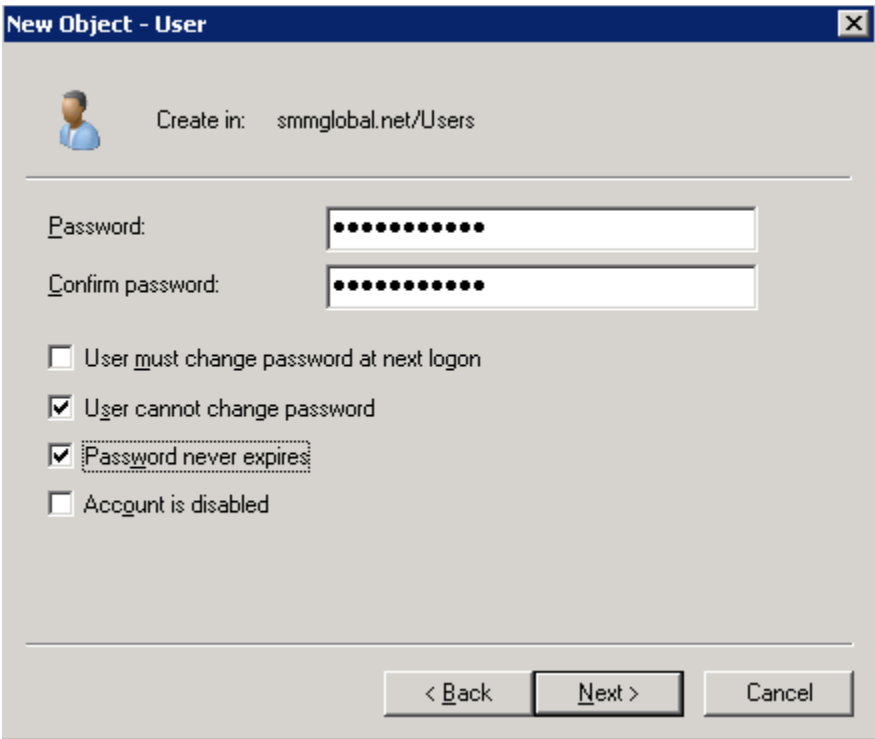 New Object - User
Create in: smmglobal.net/Users
Password: ●●●●●●●●●●●
Confirm password: ●●●●●●●●●●●
User must change password at next logon
User cannot change password
Password never expires
Account is disabled
< Back Next > Cancel